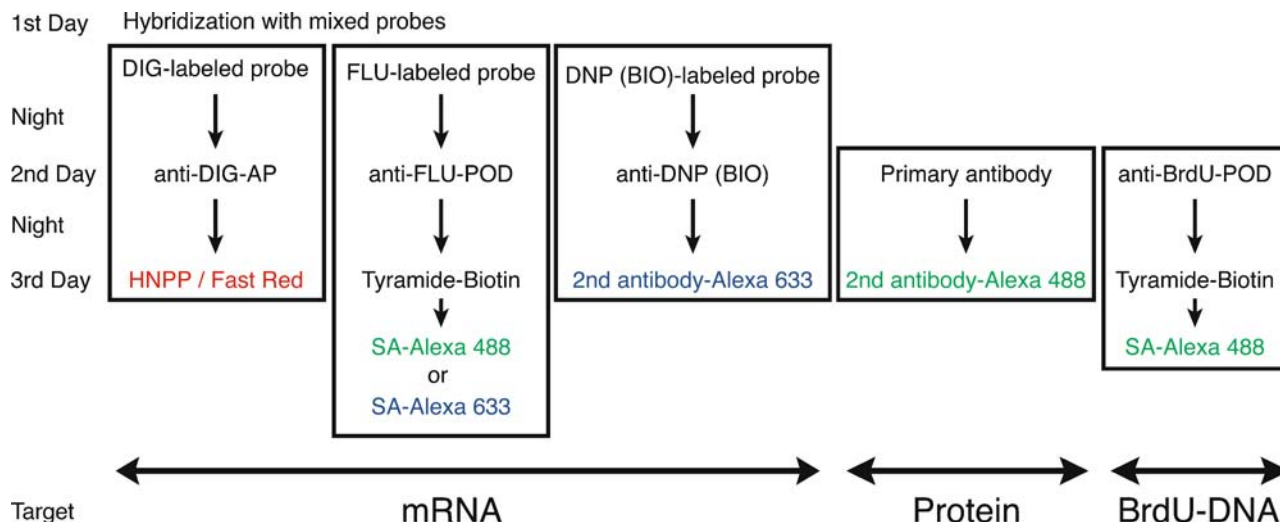 1st Day Hybridization with mixed probes
DIG-labeled probe FLU-labeled probe DNP (BIO)-labeled probe
Night
2nd Day anti-DIG-AP anti-FLU-POD anti-DNP (BIO) Primary antibody anti-BrdU-POD
Night
3rd Day HNPP / Fast Red Tyramide-Biotin 2nd antibody-Alexa 633 2nd antibody-Alexa 488 Tyramide-Biotin
SA-Alexa 488 SA-Alexa 488
or
SA-Alexa 633
Target mRNA Protein BrdU-DNA